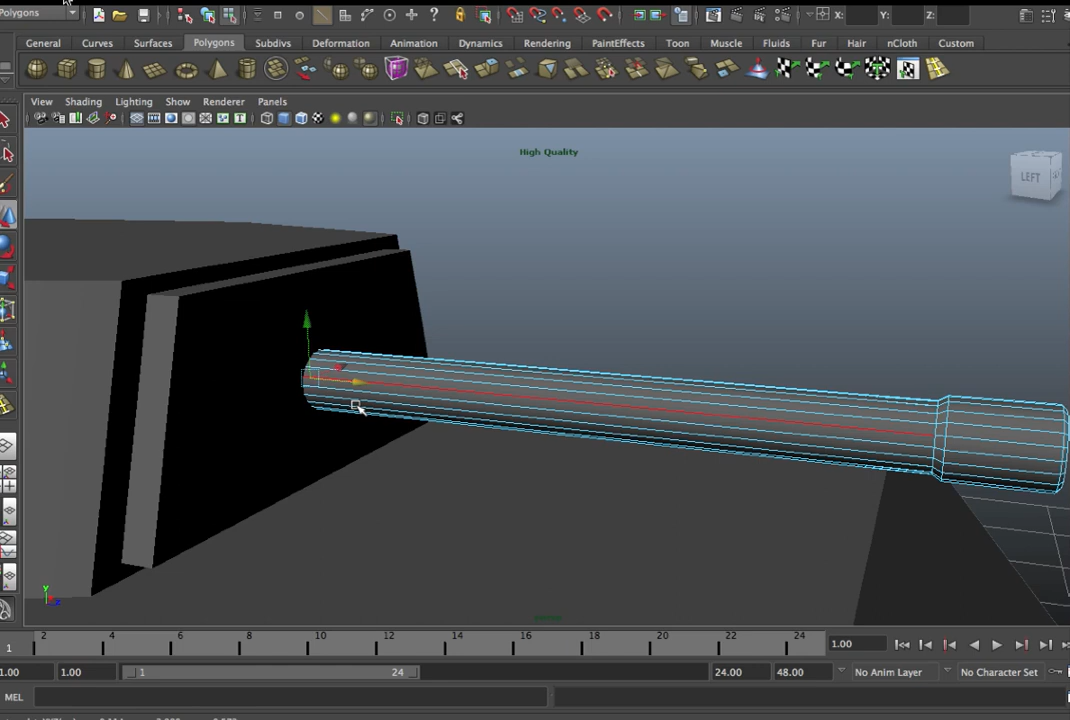 Polygons X: Y: Z:
General Curves Surfaces Polygons Subdivs Deformation Animation Dynamics Rendering PaintEffects Toon Muscle Fluids Fur Hair nCloth Custom
View Shading Lighting Show Renderer Panels
High Quality
LEFT
y
2 4 6 8 10 12 14 16 18 20 22 24
1 1.00
1.00 1.00 1 24 24.00 48.00 No Anim Layer No Character Set
MEL